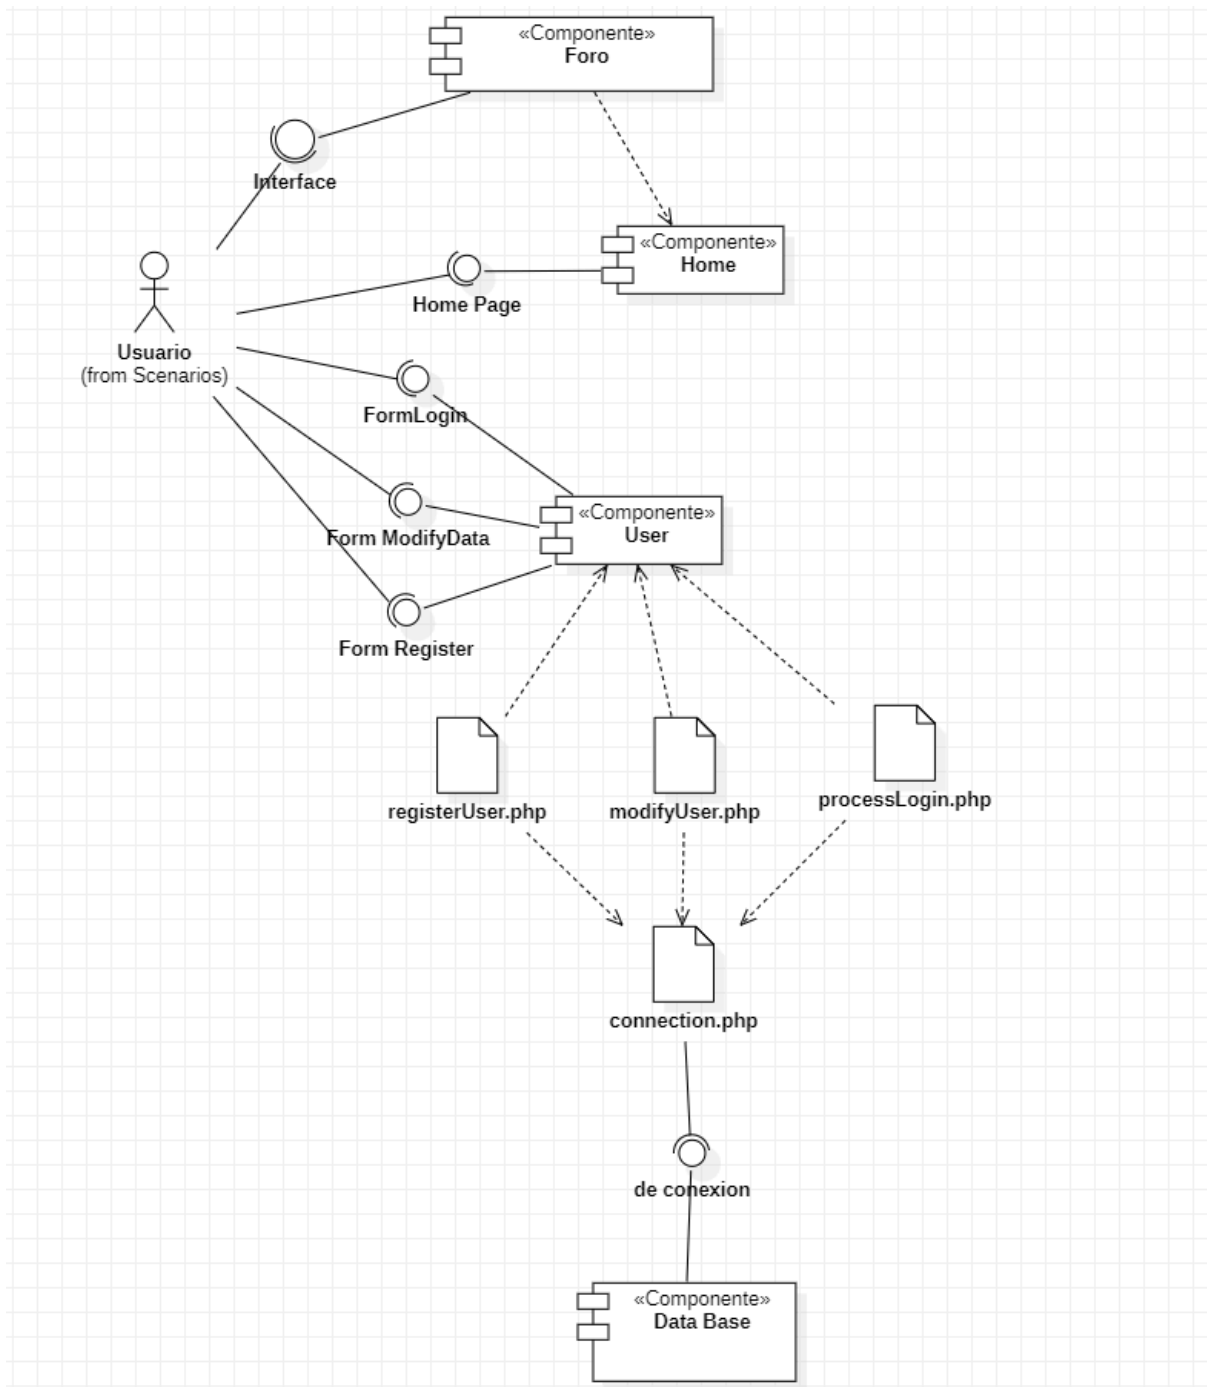 «Componente»
Foro
Interface
«Componente»
Home
Home Page
Usuario
(from Scenarios)
FormLogin
«Componente»
User
Form ModifyData
Form Register
registerUser.php
modifyUser.php
processLogin.php
connection.php
de conexion
«Componente»
Data Base